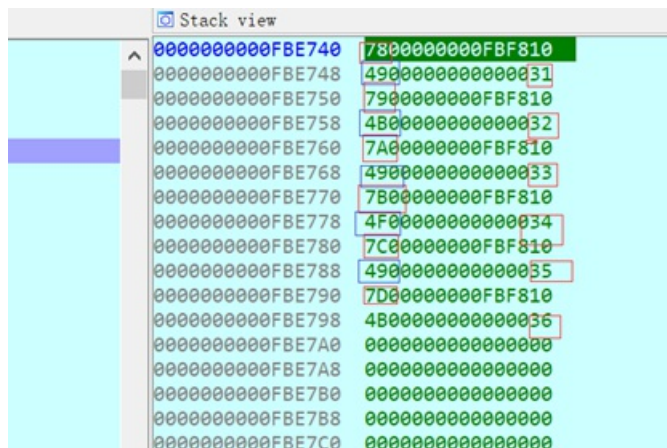 Stack view
0000000000FBE740 7800000000FBF810
0000000000FBE748 4900000000000031
0000000000FBE750 7900000000FBF810
0000000000FBE758 4B00000000000032
0000000000FBE760 7A00000000FBF810
0000000000FBE768 4900000000000033
0000000000FBE770 7B00000000FBF810
0000000000FBE778 4F00000000000034
0000000000FBE780 7C00000000FBF810
0000000000FBE788 4900000000000035
0000000000FBE790 7D00000000FBF810
0000000000FBE798 4B00000000000036
0000000000FBE7A0 0000000000000000
0000000000FBE7A8 0000000000000000
0000000000FBE7B0 0000000000000000
0000000000FBE7B8 0000000000000000
0000000000FBE7C0 0000000000000000